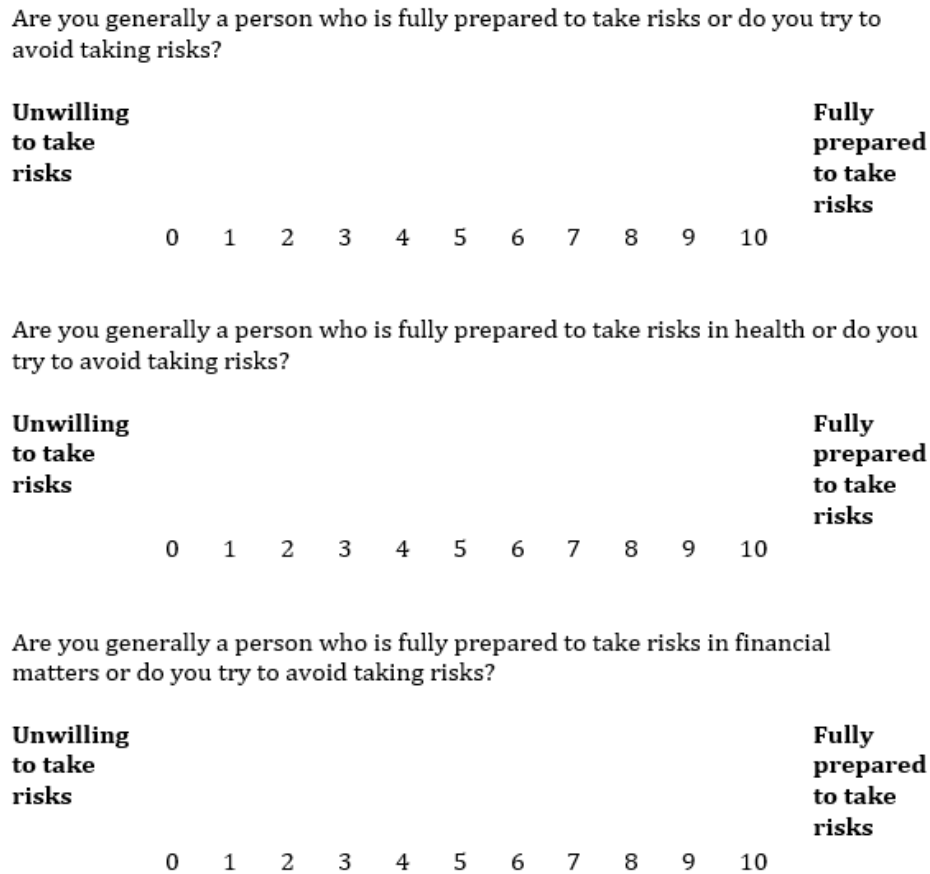 Are you generally a person who is fully prepared to take risks or do you try to
avoid taking risks?
Unwilling
to take
risks
Fully
prepared
to take
risks
0 1 2 3 4 5 6 7 8 9 10
Are you generally a person who is fully prepared to take risks in health or do you
try to avoid taking risks?
Unwilling
to take
risks
Fully
prepared
to take
risks
0 1 2 3 4 5 6 7 8 9 10
Are you generally a person who is fully prepared to take risks in financial
matters or do you try to avoid taking risks?
Unwilling
to take
risks
Fully
prepared
to take
risks
0 1 2 3 4 5 6 7 8 9 10